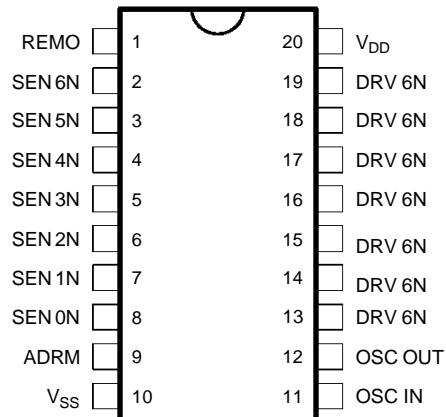 REMO 1 20 VDD
SEN 6N 2 19 DRV 6N
SEN 5N 3 18 DRV 6N
SEN 4N 4 17 DRV 6N
SEN 3N 5 16 DRV 6N
SEN 2N 6 15 DRV 6N
SEN 1N 7 14 DRV 6N
SEN 0N 8 13 DRV 6N
ADRM 9 12 OSC OUT
VSS 10 11 OSC IN